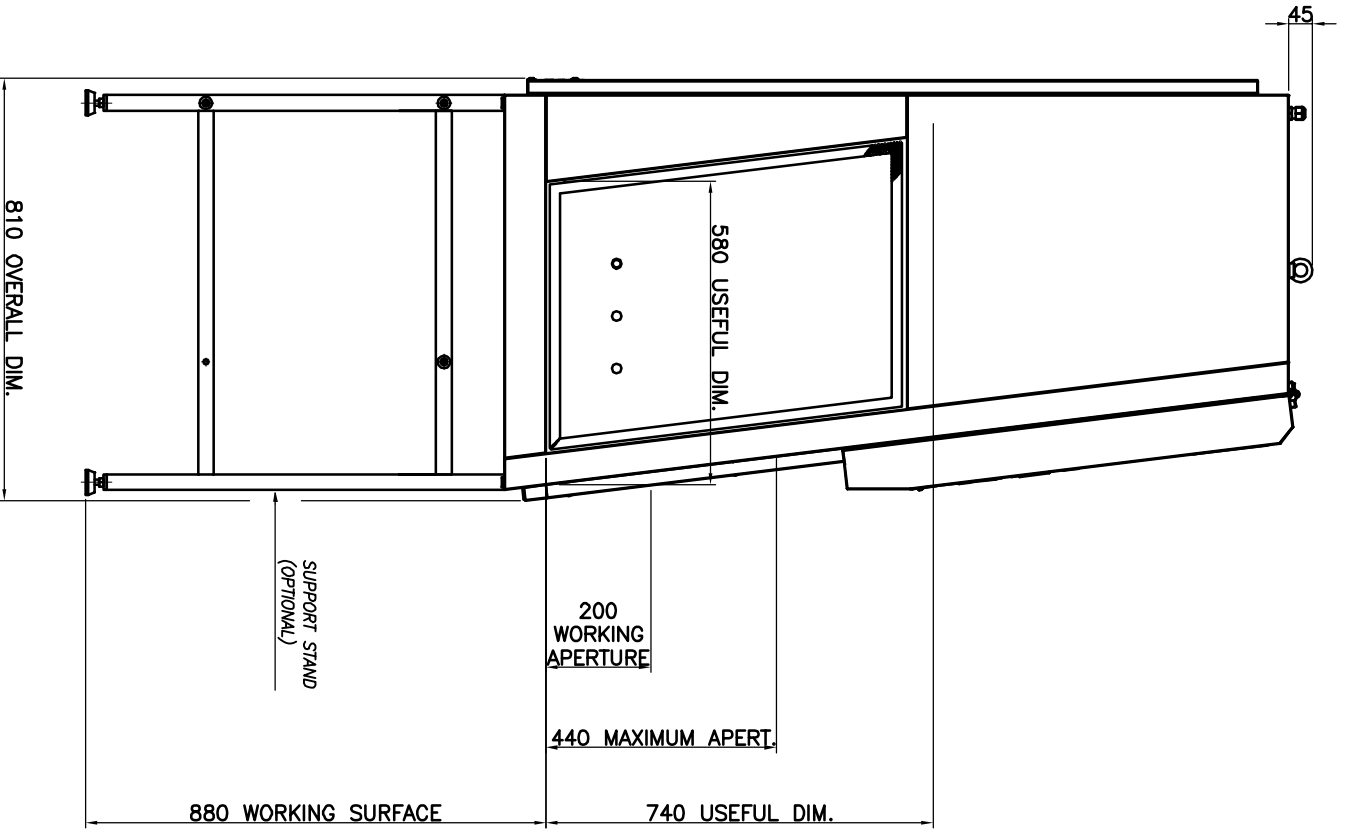 45
810 OVERALL DIM.
580 USEFUL DIM.
SUPPORT STAND
(OPTIONAL)
200
WORKING
APERTURE
440 MAXIMUM APERT.
880 WORKING SURFACE
740 USEFUL DIM.